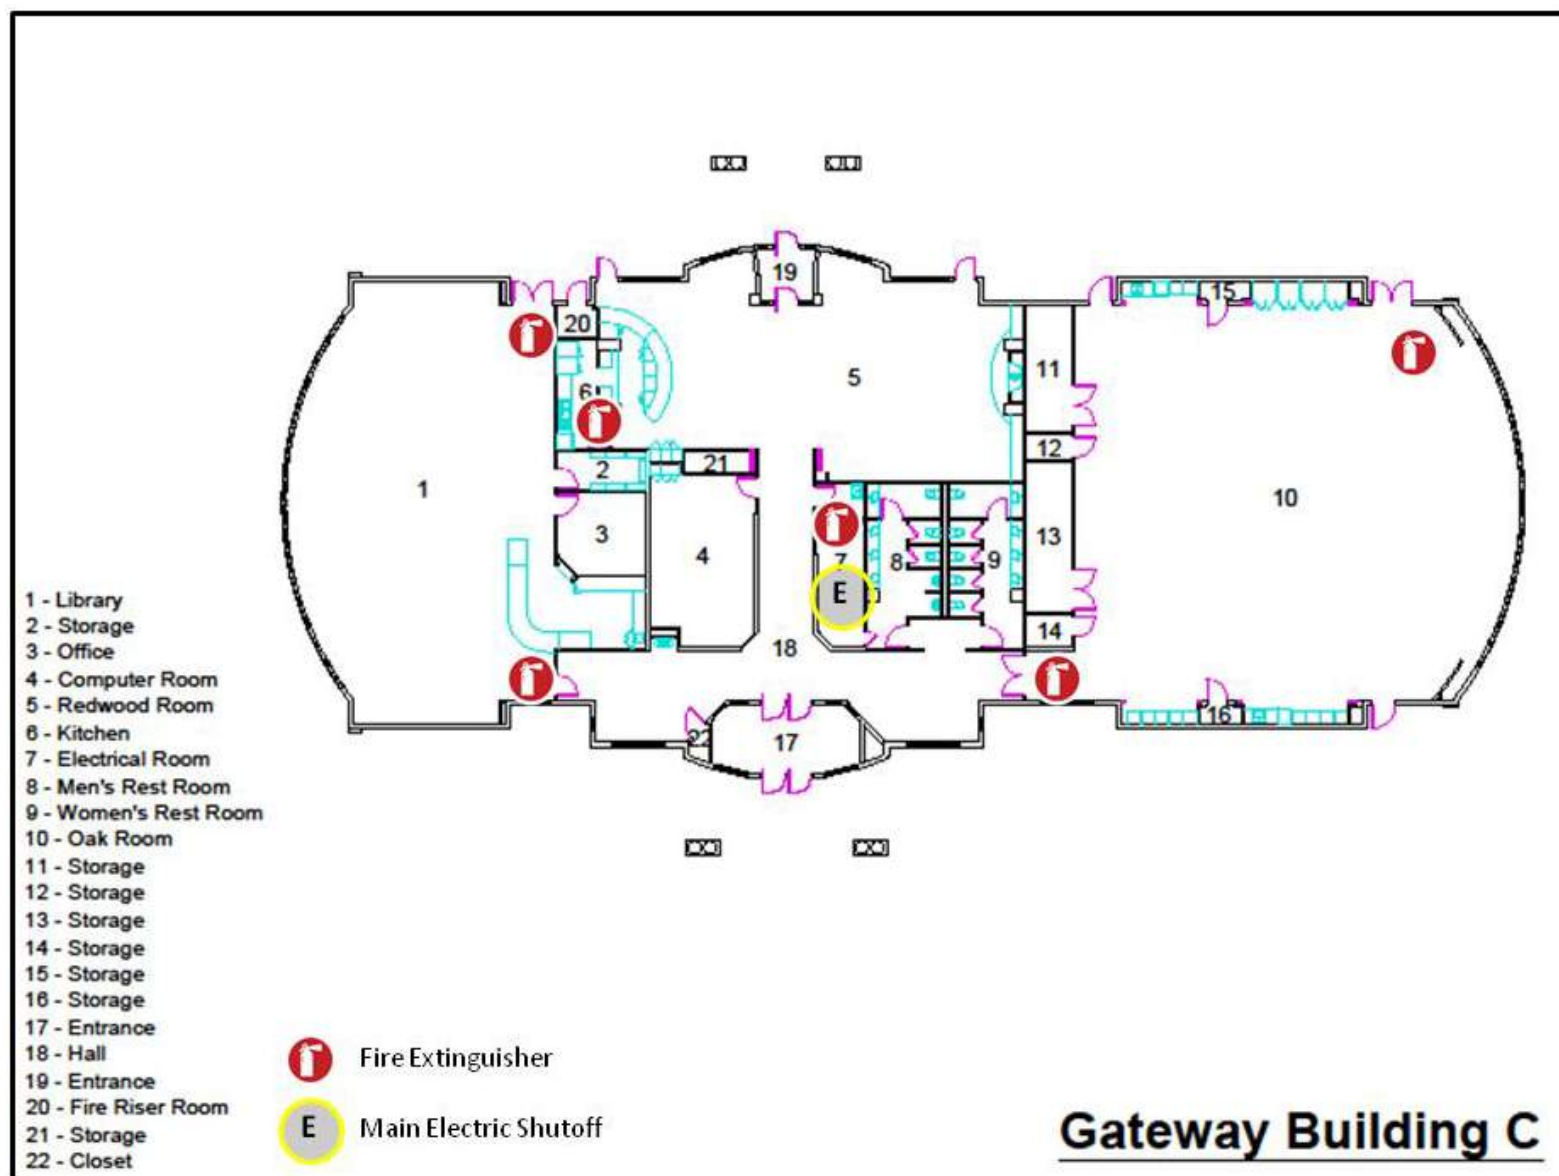 19
15
20
11
5
6
12
21
2
1
10
3
13
4
8
9
7
E
14
18
16
22
17
1 - Library
2 - Storage
3 - Office
4 - Computer Room
5 - Redwood Room
6 - Kitchen
7 - Electrical Room
8 - Men's Rest Room
9 - Women's Rest Room
10 - Oak Room
11 - Storage
12 - Storage
13 - Storage
14 - Storage
15 - Storage
16 - Storage
17 - Entrance
18 - Hall
19 - Entrance
20 - Fire Riser Room
21 - Storage
22 - Closet
Fire Extinguisher
E Main Electric Shutoff
Gateway Building C